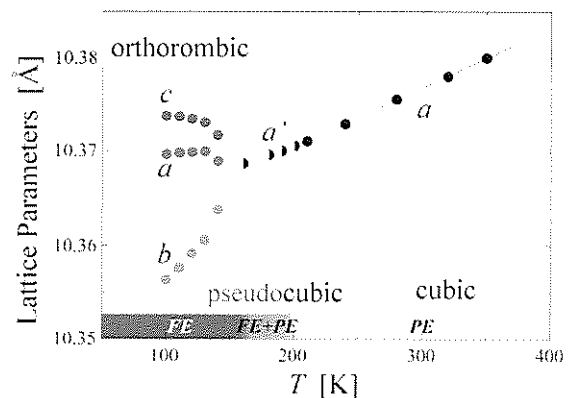 orthorombic
10.38
10.37
10.36
10.35
Lattice Parameters [Å]
c
a
b
a'
a
pseudocubic
cubic
FE
FE+PE
PE
100
200
300
400
T [K]